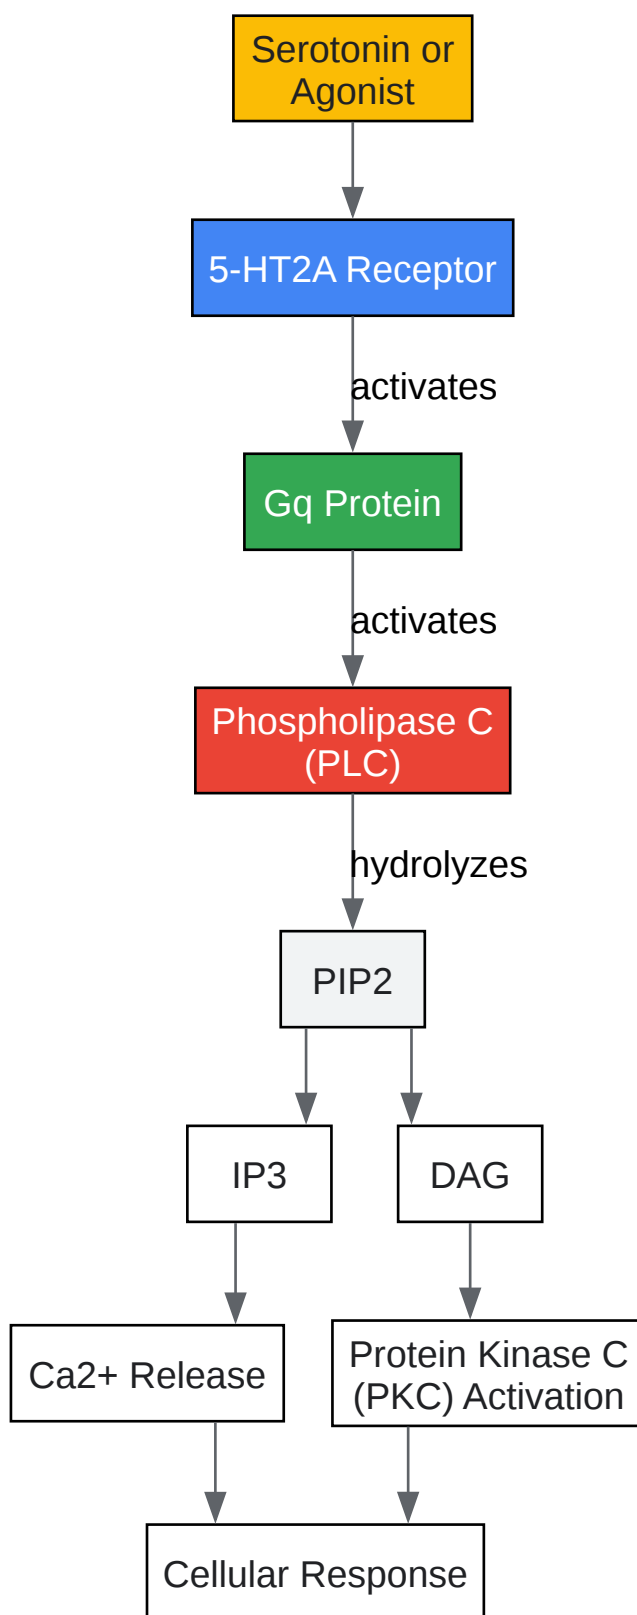 Serotonin or
Agonist
5-HT2A Receptor
activates
Gq Protein
activates
Phospholipase C
(PLC)
hydrolyzes
PIP2
IP3
DAG
Ca2+ Release
Protein Kinase C
(PKC) Activation
Cellular Response